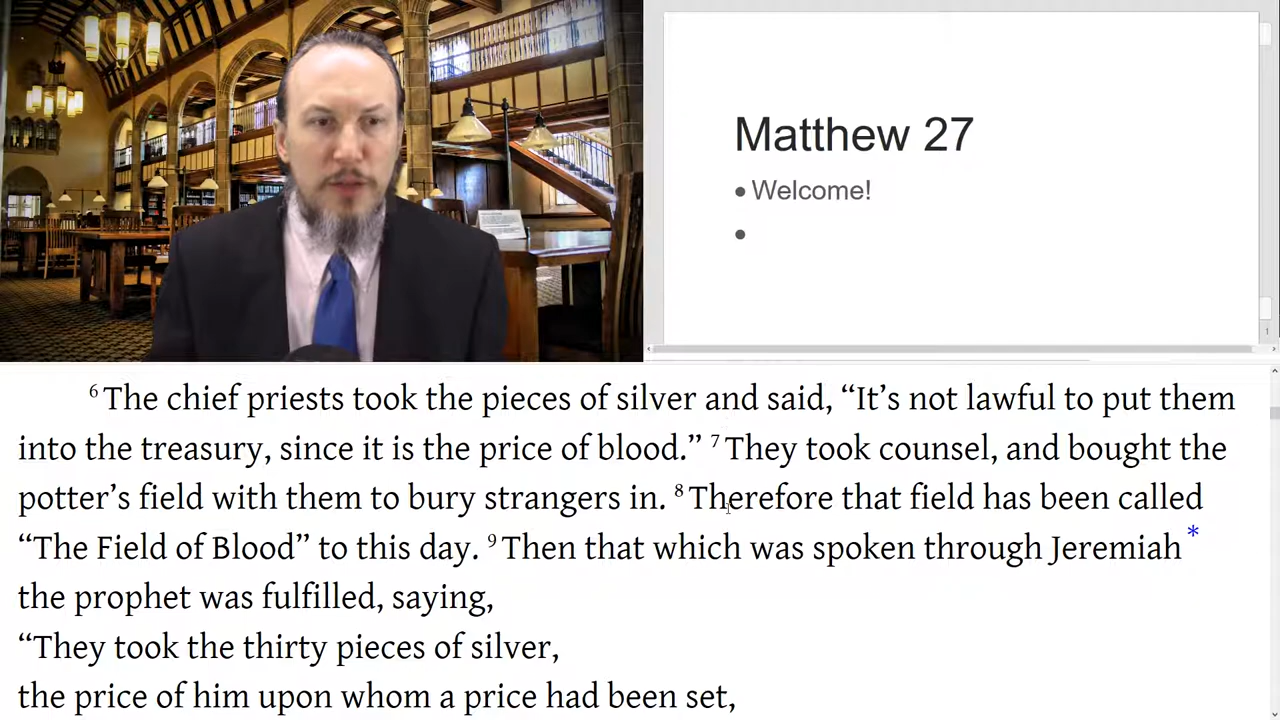 Matthew 27
• Welcome!
•
1
⁶ The chief priests took the pieces of silver and said, “It’s not lawful to put them
into the treasury, since it is the price of blood.” ⁷ They took counsel, and bought the
potter’s field with them to bury strangers in. ⁸ Therefore that field has been called
“The Field of Blood” to this day. ⁹ Then that which was spoken through Jeremiah *
the prophet was fulfilled, saying,
“They took the thirty pieces of silver,
the price of him upon whom a price had been set,